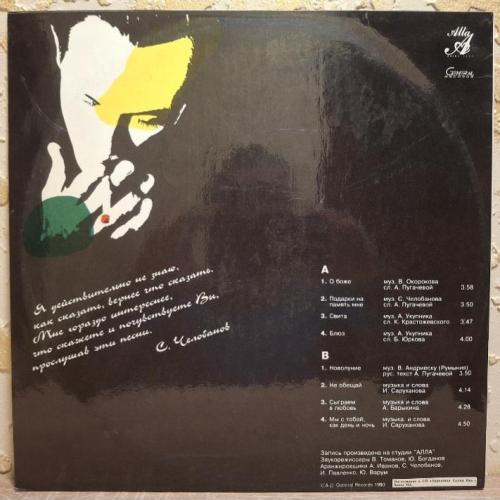 Alla
General
RECORDS
Я действительно не знаю,
как сказать, вернее что сказать.
Мне гораздо интереснее,
что скажете и почувствуете Вы,
прослушав эти песни.
С. Челобанов
А
1. О боже муз. В. Окорокова
сл. А. Пугачевой 3.58
2. Подарки на муз. С. Челобанова
память мне сл. А. Пугачевой 3.50
3. Свита муз. А. Укупника
сл. К. Крастожевского 3.47
4. Блюз муз. А. Укупника
сл. Б. Юркова 4.00
В
1. Новолуние муз. В. Андриеску (Румыния)
рус. текст А. Пугачевой 3.50
2. Не обещай музыка и слова
И. Саруханова 4.14
3. Сыграем музыка и слова
в любовь А. Барыкина 4.28
4. Мы с тобой, музыка и слова
как день и ночь И. Саруханова 4.50
Запись произведена на студии "АЛЛА"
Звукорежиссеры В. Томанов, Ю. Богданов
Аранжировщики А. Иванов, С. Челобанов,
И. Павленко, Ю. Варум
General Records 1993